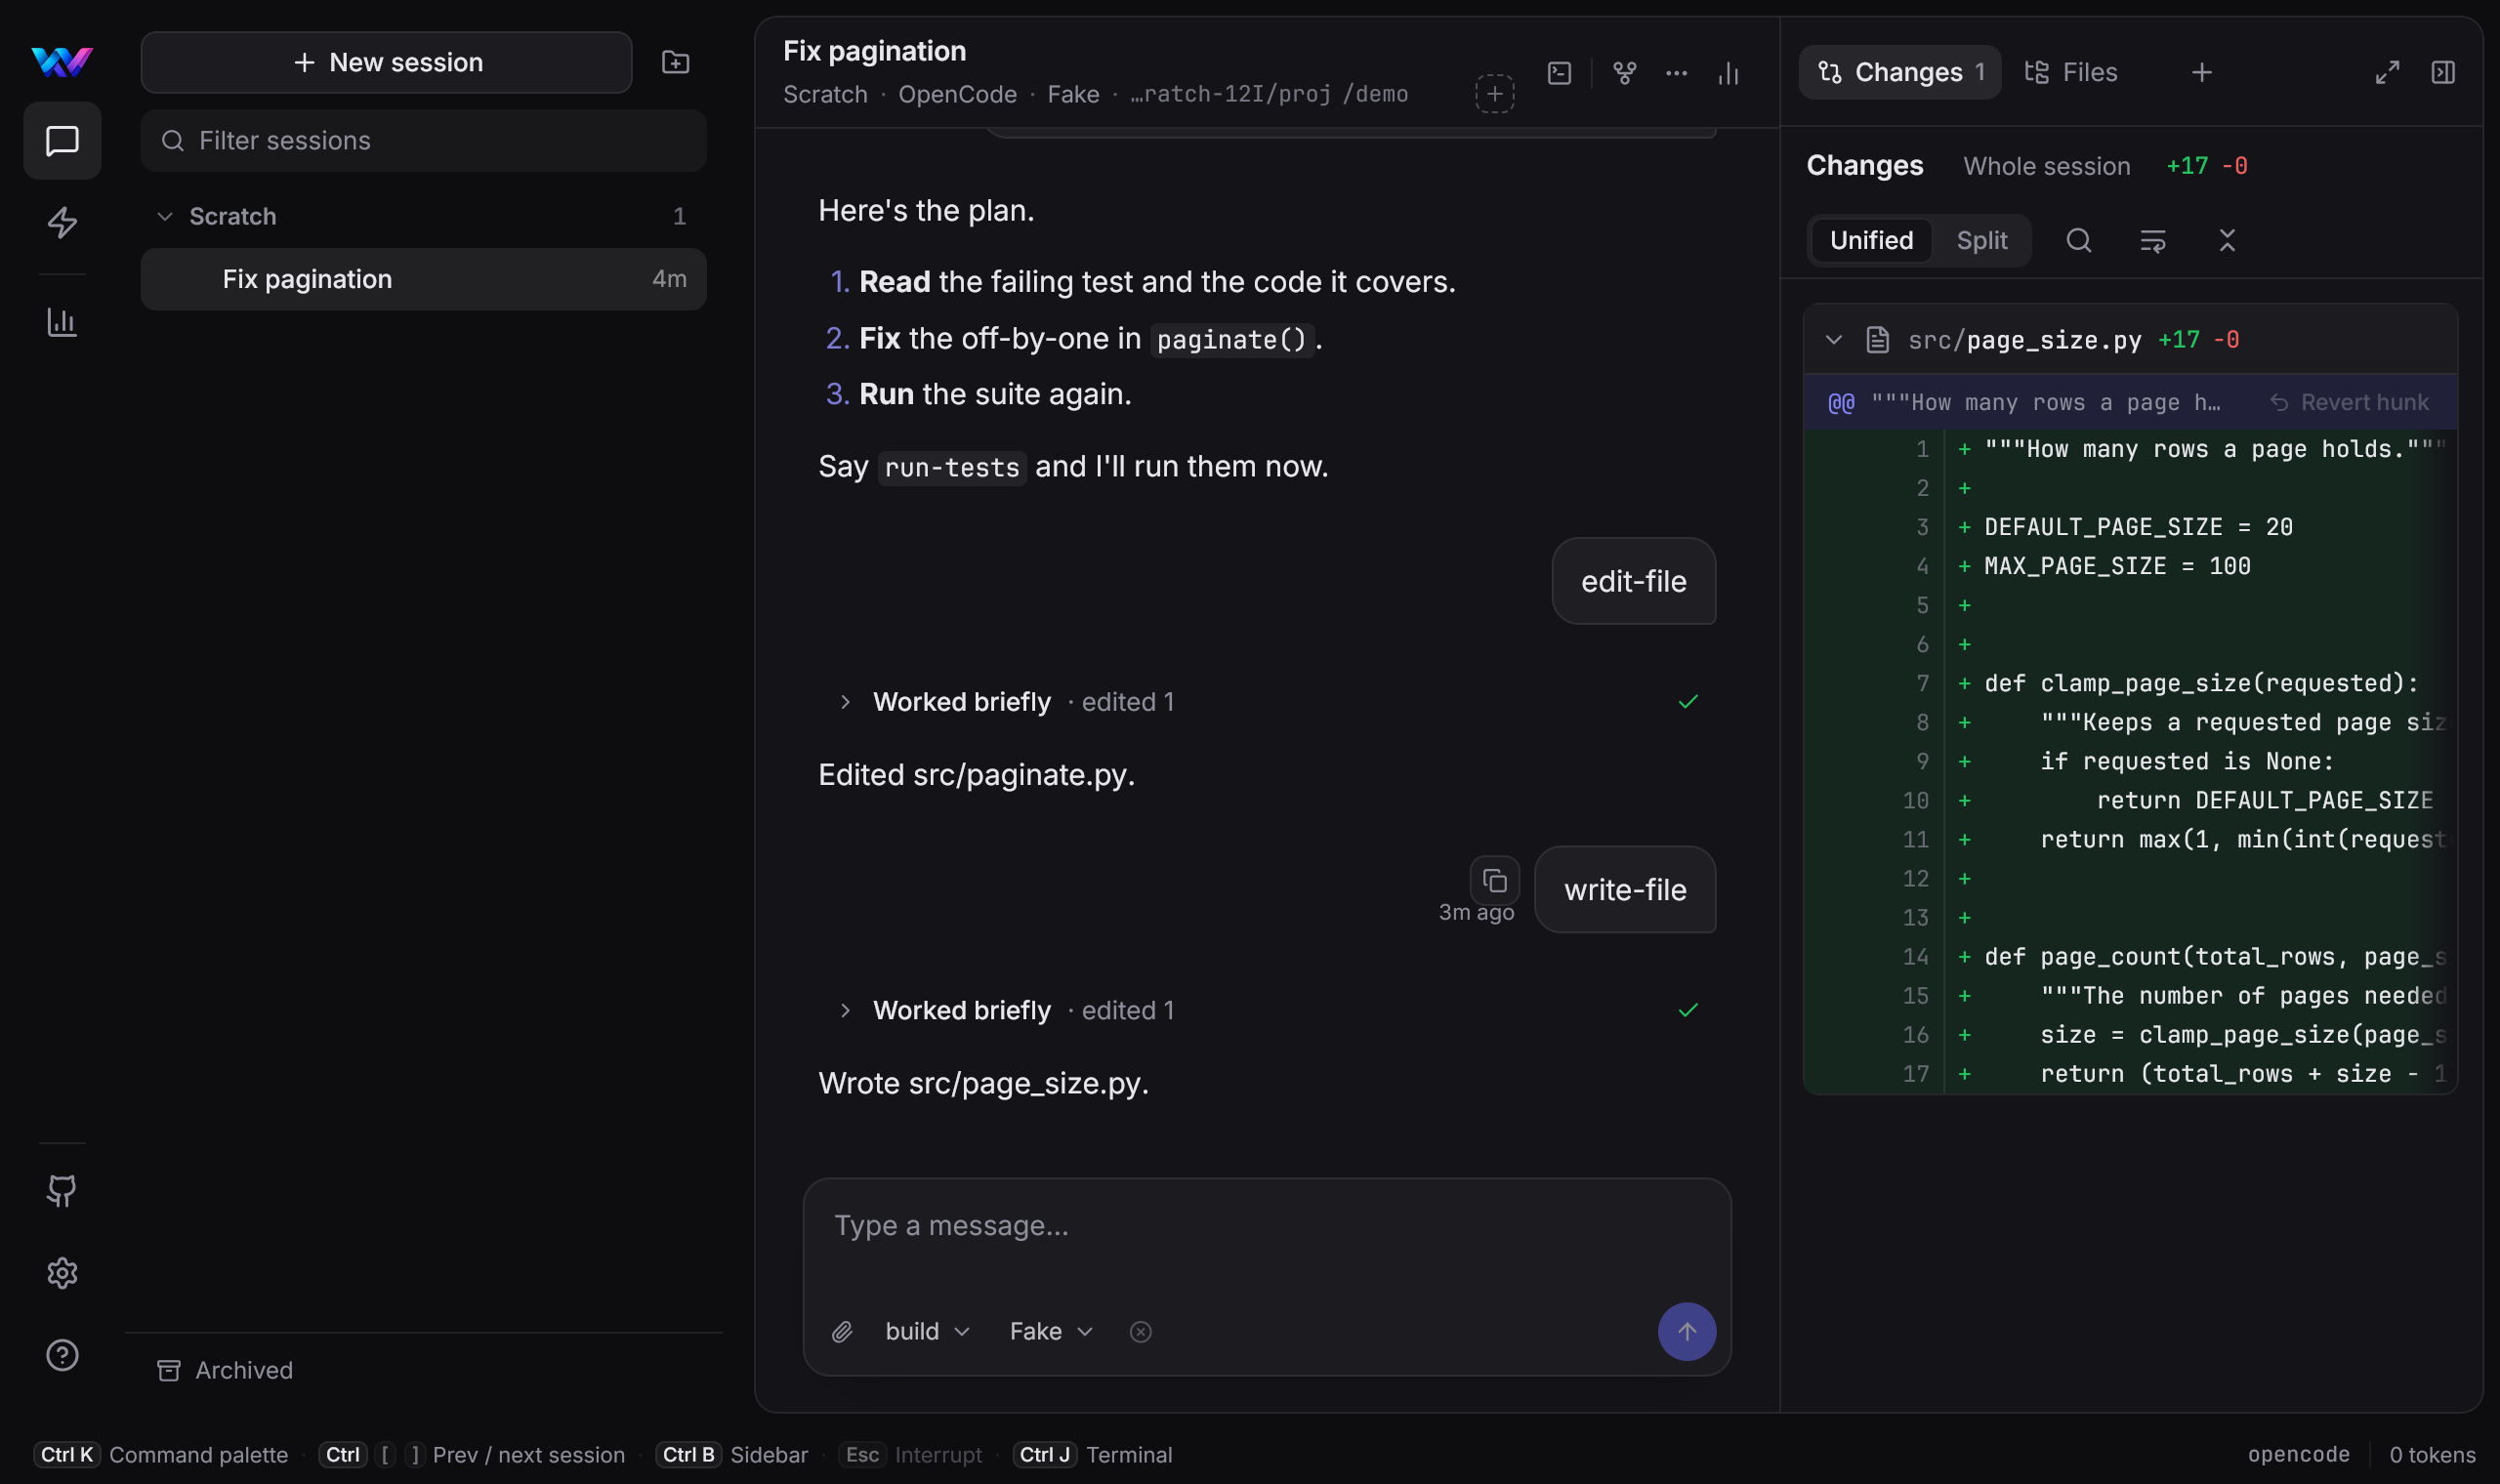 New session
Filter sessions
Scratch 1
Fix pagination 4m
Archived
Fix pagination
Scratch · OpenCode · Fake · …ratch-12I/proj /demo
Here's the plan.
1. Read the failing test and the code it covers.
2. Fix the off-by-one in paginate().
3. Run the suite again.
Say run-tests and I'll run them now.
edit-file
Worked briefly · edited 1
Edited src/paginate.py.
write-file
3m ago
Worked briefly · edited 1
Wrote src/page_size.py.
Type a message...
build Fake
Changes 1 Files
Changes Whole session +17 -0
Unified Split
src/page_size.py +17 -0
@@ """How many rows a page h… Revert hunk
1 + """How many rows a page holds."""
2 +
3 + DEFAULT_PAGE_SIZE = 20
4 + MAX_PAGE_SIZE = 100
5 +
6 +
7 + def clamp_page_size(requested):
8 + """Keeps a requested page siz
9 + if requested is None:
10 + return DEFAULT_PAGE_SIZE
11 + return max(1, min(int(request
12 +
13 +
14 + def page_count(total_rows, page_s
15 + """The number of pages needed
16 + size = clamp_page_size(page_s
17 + return (total_rows + size - 1
Ctrl K Command palette · Ctrl [ ] Prev / next session · Ctrl B Sidebar · Esc Interrupt · Ctrl J Terminal
opencode 0 tokens